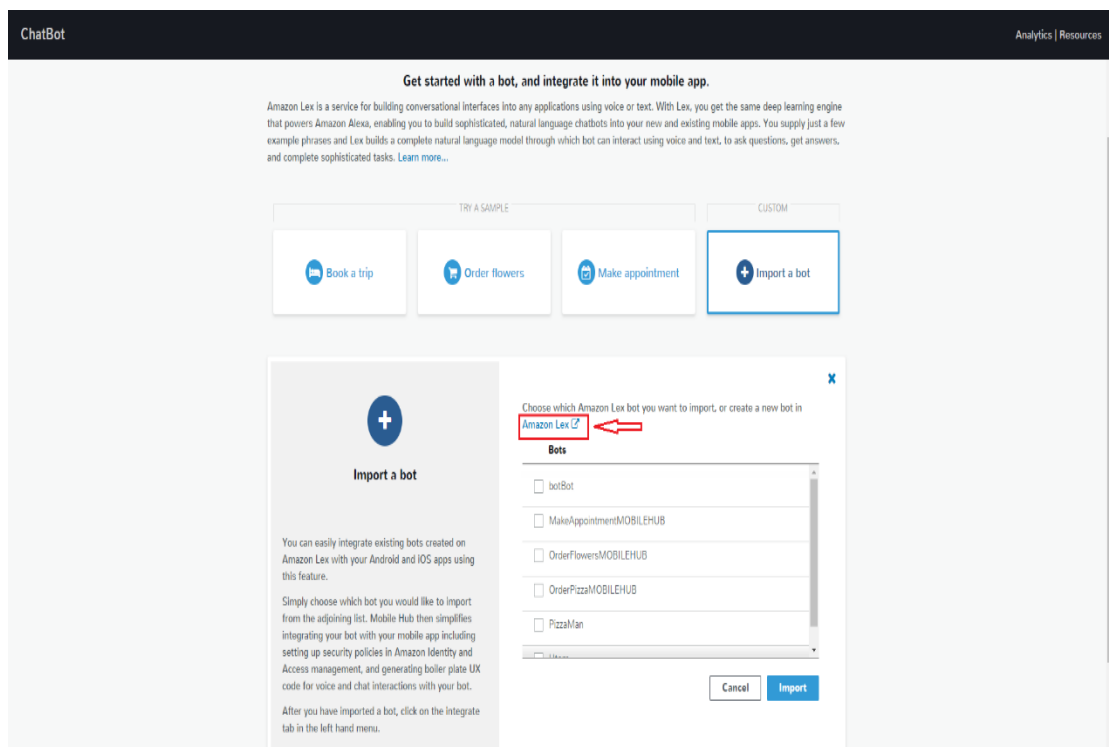 ChatBot
Analytics | Resources
Get started with a bot, and integrate it into your mobile app.
Amazon Lex is a service for building conversational interfaces into any applications using voice or text. With Lex, you get the same deep learning engine
that powers Amazon Alexa, enabling you to build sophisticated, natural language chatbots into your new and existing mobile apps. You supply just a few
example phrases and Lex builds a complete natural language model through which bot can interact using voice and text, to ask questions, get answers,
and complete sophisticated tasks. Learn more...
TRY A SAMPLE
CUSTOM
Book a trip
Order flowers
Make appointment
Import a bot
Import a bot
You can easily integrate existing bots created on
Amazon Lex with your Android and iOS apps using
this feature.
Simply choose which bot you would like to import
from the adjoining list. Mobile Hub then simplifies
integrating your bot with your mobile app including
setting up security policies in Amazon Identity and
Access management, and generating boiler plate UX
code for voice and chat interactions with your bot.
After you have imported a bot, click on the integrate
tab in the left hand menu.
Choose which Amazon Lex bot you want to import, or create a new bot in
Amazon Lex
Bots
botBot
MakeAppointmentMOBILEHUB
OrderFlowersMOBILEHUB
OrderPizzaMOBILEHUB
PizzaMan
Cancel
Import